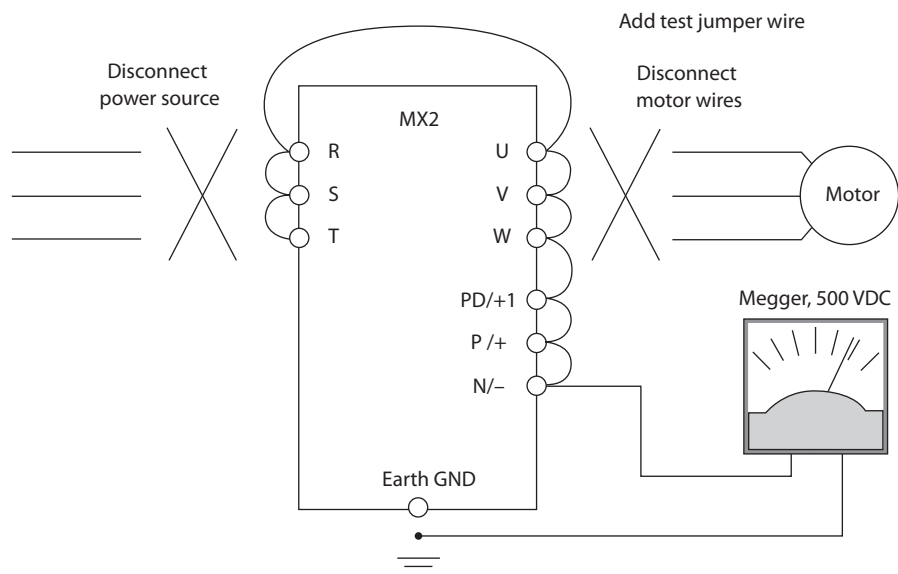 Add test jumper wire
Disconnect
power source
Disconnect
motor wires
MX2
R
U
S
V
Motor
T
W
PD/+1
Megger, 500 VDC
P /+
N/–
Earth GND